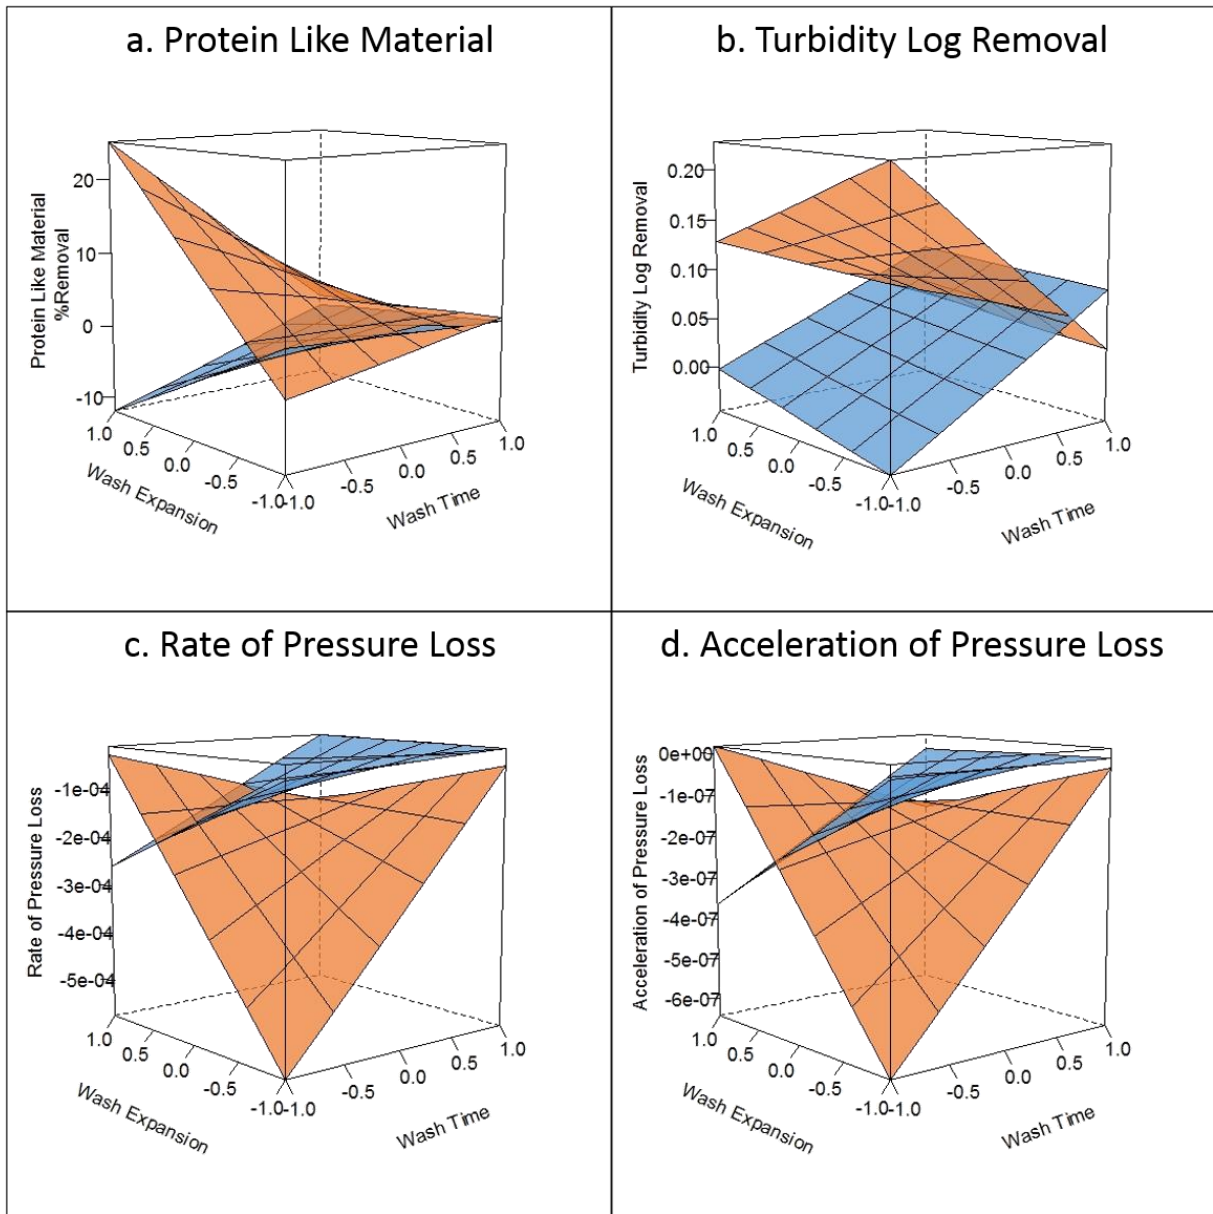 a. Protein Like Material
Protein Like Material
%Removal
20
10
0
-10
1.0
0.5
0.0
-0.5
-1.0
Wash Expansion
-1.0
-0.5
0.0
0.5
1.0
Wash Time
b. Turbidity Log Removal
Turbidity Log Removal
0.20
0.15
0.10
0.05
0.00
1.0
0.5
0.0
-0.5
-1.0
Wash Expansion
-1.0
-0.5
0.0
0.5
1.0
Wash Time
c. Rate of Pressure Loss
Rate of Pressure Loss
-1e-04
-2e-04
-3e-04
-4e-04
-5e-04
1.0
0.5
0.0
-0.5
-1.0
Wash Expansion
-1.0
-0.5
0.0
0.5
1.0
Wash Time
d. Acceleration of Pressure Loss
Acceleration of Pressure Loss
0e+00
-1e-07
-2e-07
-3e-07
-4e-07
-5e-07
-6e-07
1.0
0.5
0.0
-0.5
-1.0
Wash Expansion
-1.0
-0.5
0.0
0.5
1.0
Wash Time